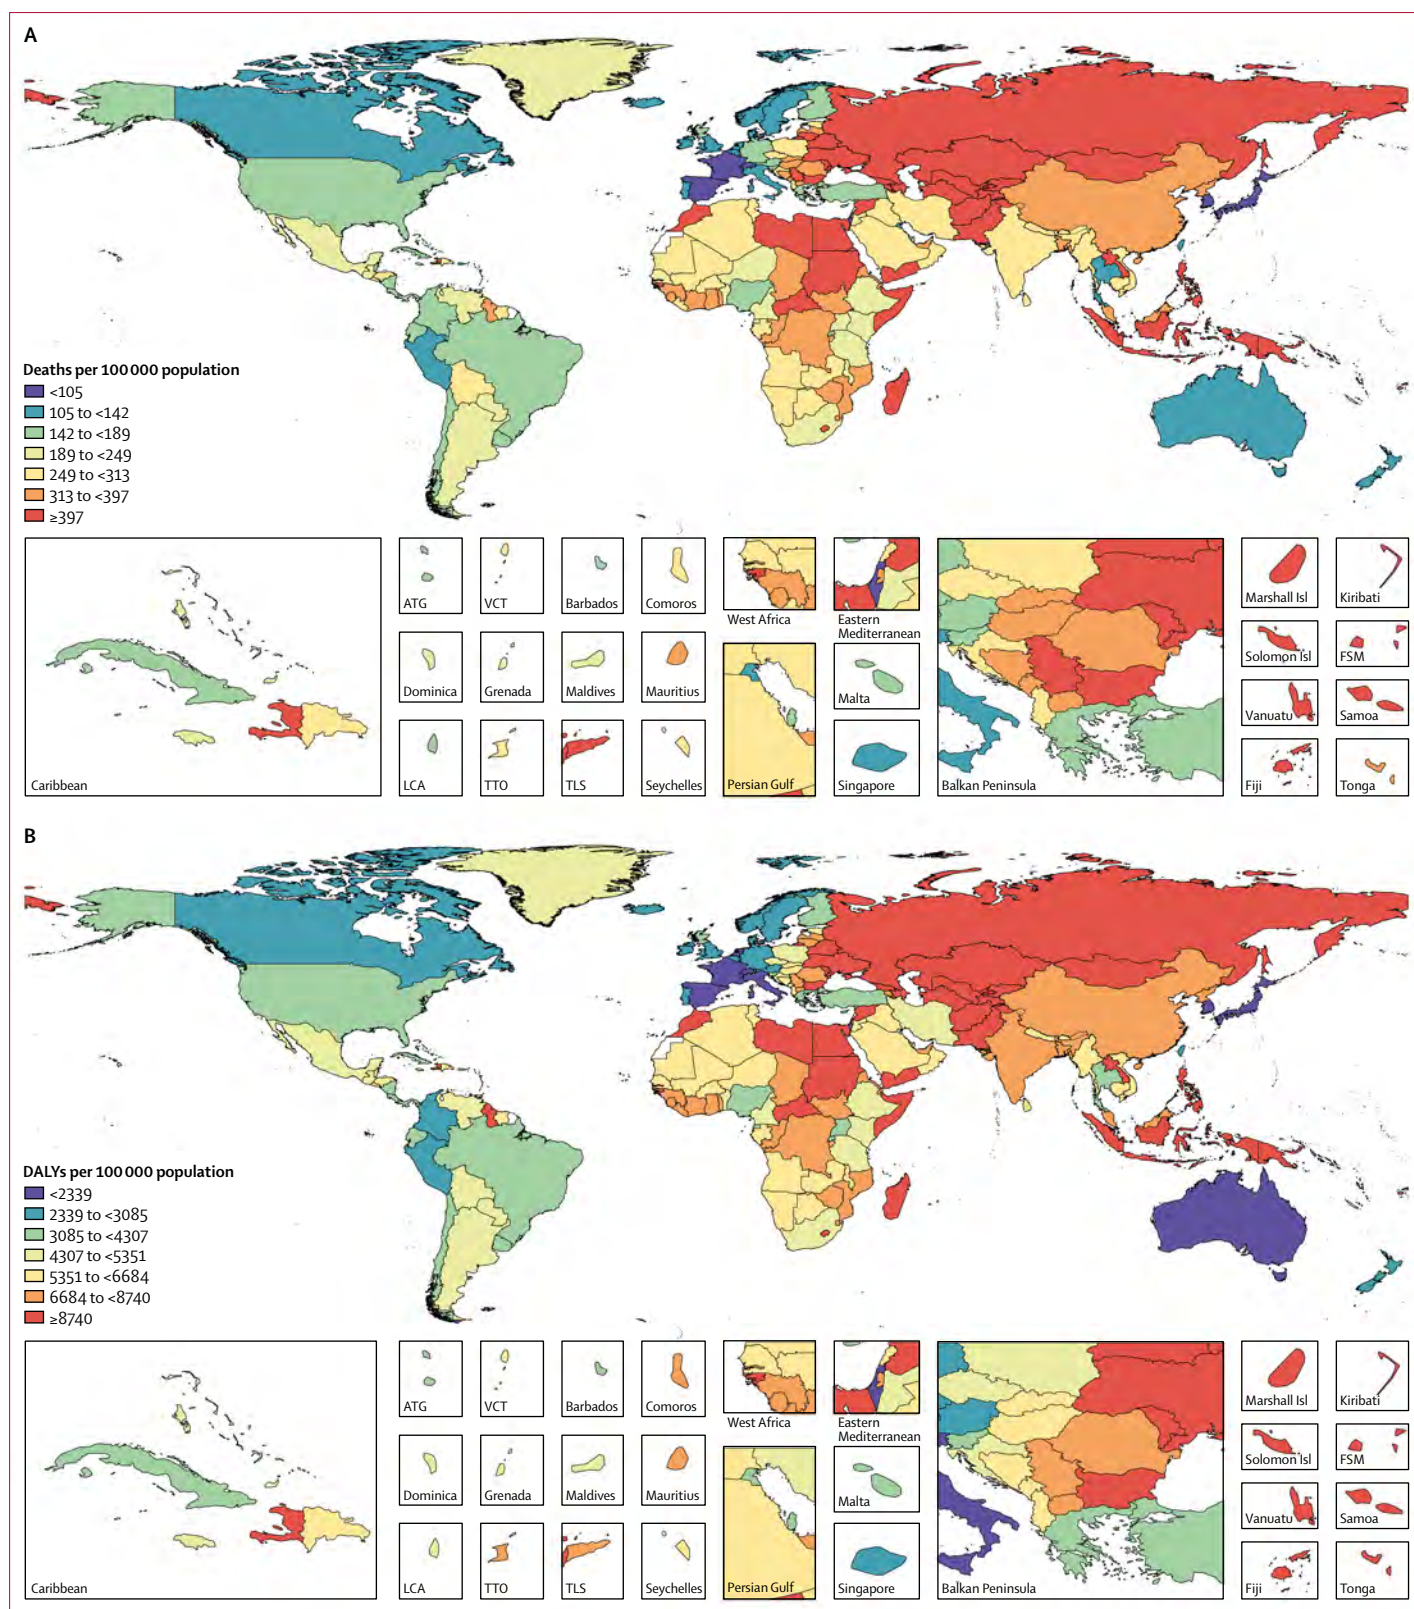 A
Deaths per 100 000 population
<105
105 to <142
142 to <189
189 to <249
249 to <313
313 to <397
≥397
Caribbean
ATG
VCT
Barbados
Comoros
Dominica
Grenada
Maldives
Mauritius
LCA
TTO
TLS
Seychelles
West Africa
Eastern
Mediterranean
Persian Gulf
Malta
Singapore
Balkan Peninsula
Marshall Isl
Kiribati
Solomon Isl
FSM
Vanuatu
Samoa
Fiji
Tonga
B
DALYs per 100 000 population
<2339
2339 to <3085
3085 to <4307
4307 to <5351
5351 to <6684
6684 to <8740
≥8740
Caribbean
ATG
VCT
Barbados
Comoros
Dominica
Grenada
Maldives
Mauritius
LCA
TTO
TLS
Seychelles
West Africa
Eastern
Mediterranean
Persian Gulf
Malta
Singapore
Balkan Peninsula
Marshall Isl
Kiribati
Solomon Isl
FSM
Vanuatu
Samoa
Fiji
Tonga